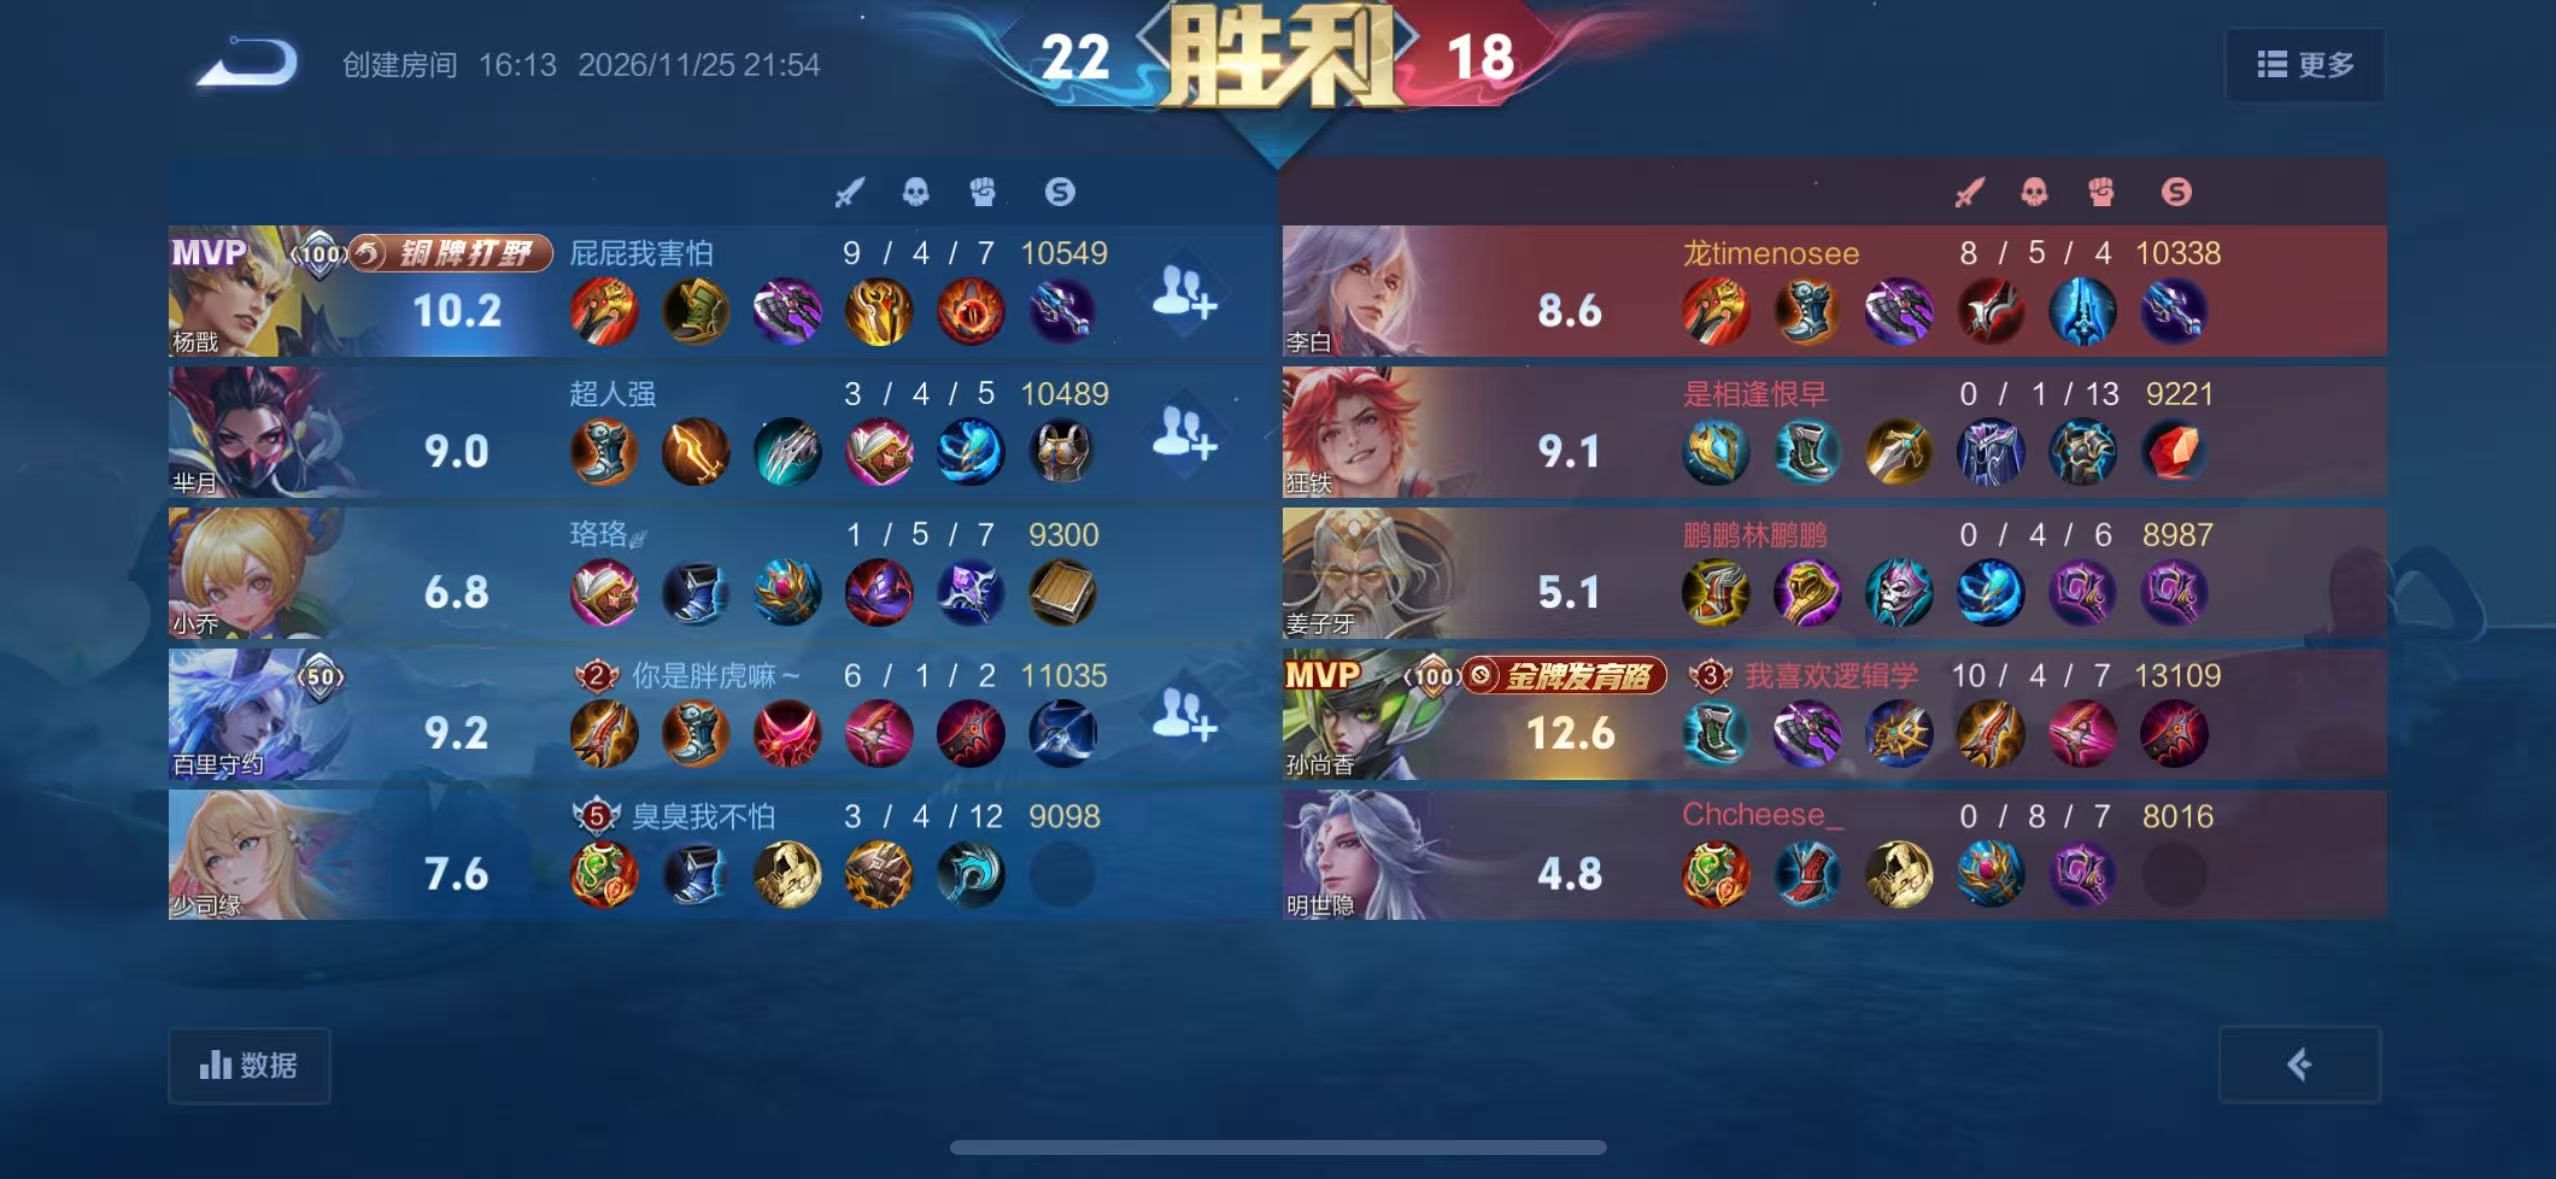 创建房间 16:13 2026/11/25 21:54
22 胜利 18
更多
MVP 100 铜牌打野 屁屁我害怕 9 / 4 / 7 10549
10.2
杨戬
超人强 3 / 4 / 5 10489
9.0
芈月
珞珞 1 / 5 / 7 9300
6.8
小乔
50 2 你是胖虎嘛~ 6 / 1 / 2 11035
9.2
百里守约
5 臭臭我不怕 3 / 4 / 12 9098
7.6
少司缘
龙timenosee 8 / 5 / 4 10338
8.6
李白
是相逢恨早 0 / 1 / 13 9221
9.1
狂铁
鹏鹏林鹏鹏 0 / 4 / 6 8987
5.1
姜子牙
MVP 100 金牌发育路 3 我喜欢逻辑学 10 / 4 / 7 13109
12.6
孙尚香
Chcheese_ 0 / 8 / 7 8016
4.8
明世隐
数据